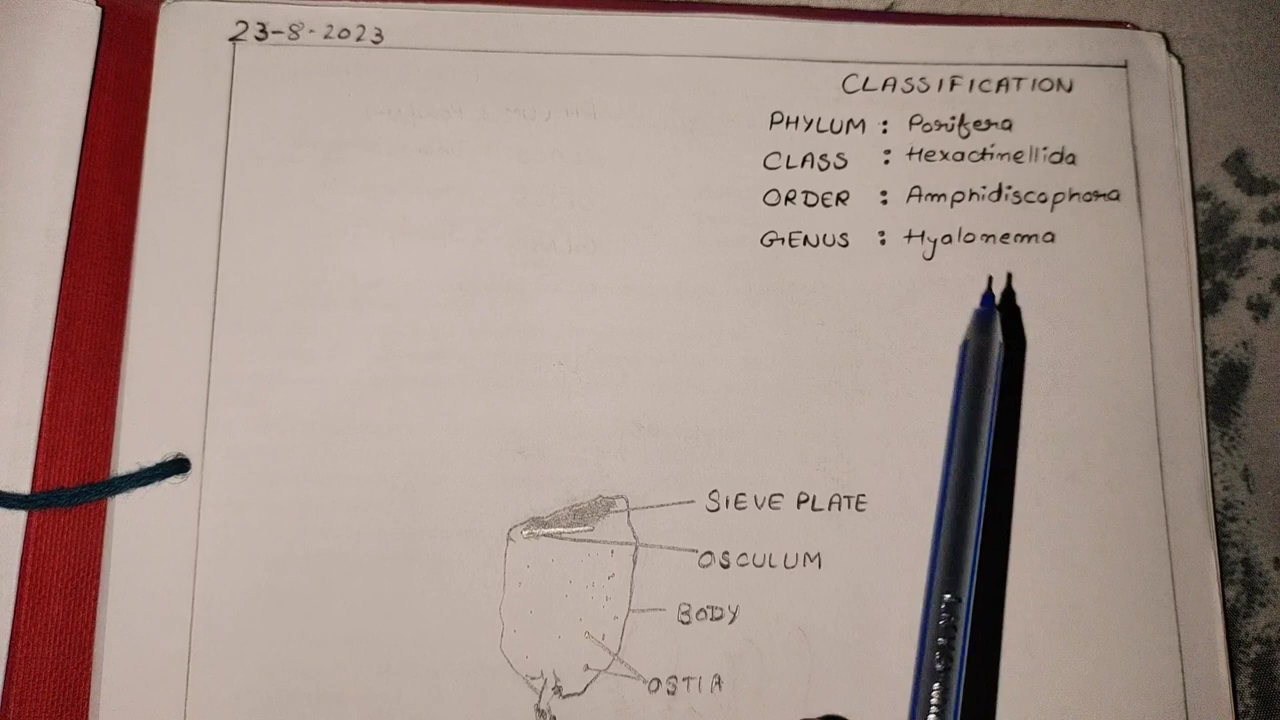 23-8-2023
CLASSIFICATION
PHYLUM : Porifera
CLASS : Hexactinellida
ORDER : Amphidiscophora
GENUS : Hyalonema
SIEVE PLATE
OSCULUM
BODY
OSTIA